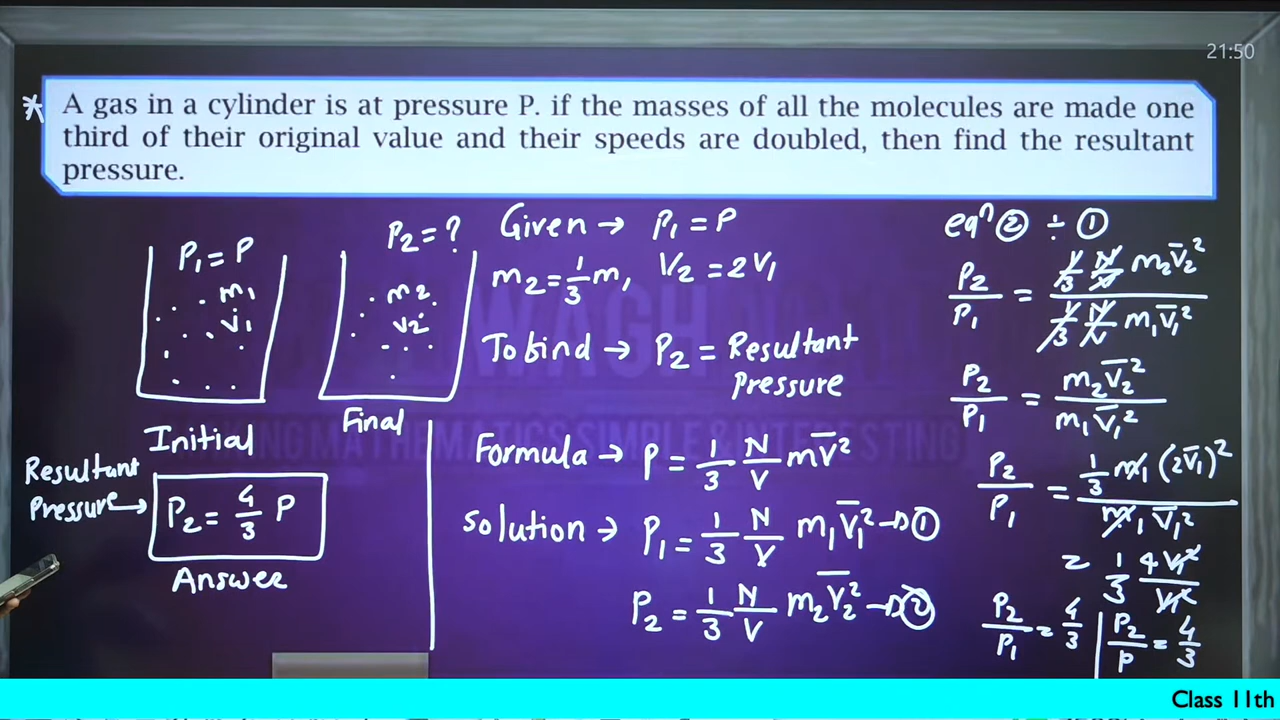 21:50
* A gas in a cylinder is at pressure P. if the masses of all the molecules are made one
third of their original value and their speeds are doubled, then find the resultant
pressure.
P₁ = P
m₁
v₁
Initial
P₂ = ?
m₂
v₂
Final
Resultant
Pressure → P₂ = 4/3 P
Answer
Given → P₁ = P
m₂ = 1/3 m₁ V₂ = 2V₁
To find → P₂ = Resultant
Pressure
Formula → P = 1/3 N/V mv̅²
Solution → P₁ = 1/3 N/V m₁v̅₁² → ①
P₂ = 1/3 N/V m₂v̅₂² → ②
eqⁿ ② ÷ ①
P₂/P₁ = 1/3 N/V m₂v̅₂² / 1/3 N/V m₁v̅₁²
P₂/P₁ = m₂v̅₂² / m₁v̅₁²
P₂/P₁ = 1/3 m₁ (2v̅₁)² / m₁ v̅₁²
= 1/3 4v₁² / v₁²
P₂/P₁ = 4/3 | P₂/P = 4/3
Class 11th